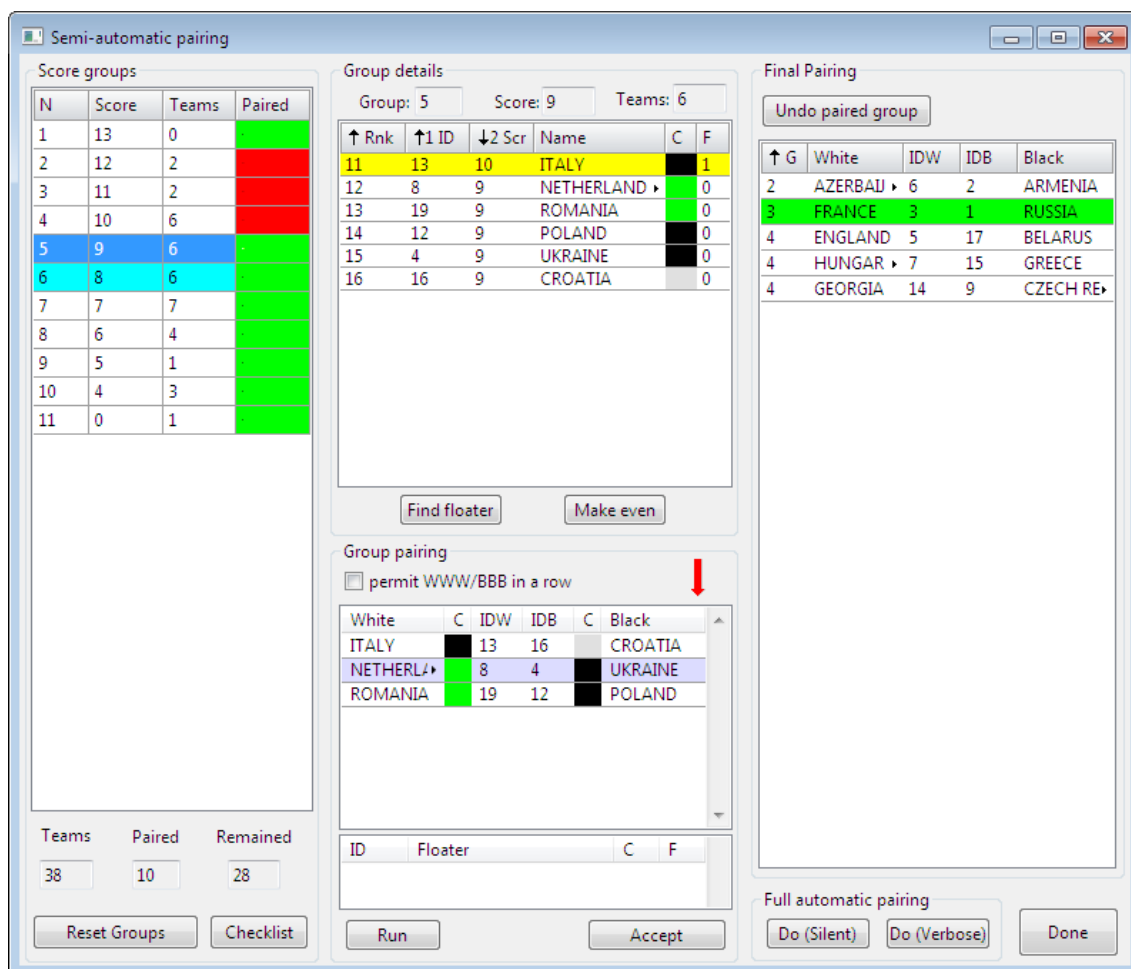 Semi-automatic pairing
Score groups
N Score Teams Paired
1 13 0
2 12 2
3 11 2
4 10 6
5 9 6
6 8 6
7 7 7
8 6 4
9 5 1
10 4 3
11 0 1
Teams Paired Remained
38 10 28
Reset Groups Checklist
Group details
Group: 5 Score: 9 Teams: 6
↑ Rnk ↑1 ID ↓2 Scr Name C F
11 13 10 ITALY 1
12 8 9 NETHERLAND 0
13 19 9 ROMANIA 0
14 12 9 POLAND 0
15 4 9 UKRAINE 0
16 16 9 CROATIA 0
Find floater Make even
Group pairing
permit WWW/BBB in a row
White C IDW IDB C Black
ITALY 13 16 CROATIA
NETHERLA 8 4 UKRAINE
ROMANIA 19 12 POLAND
ID Floater C F
Run Accept
Final Pairing
Undo paired group
↑ G White IDW IDB Black
2 AZERBAIJ 6 2 ARMENIA
3 FRANCE 3 1 RUSSIA
4 ENGLAND 5 17 BELARUS
4 HUNGAR 7 15 GREECE
4 GEORGIA 14 9 CZECH RE
Full automatic pairing
Do (Silent) Do (Verbose) Done